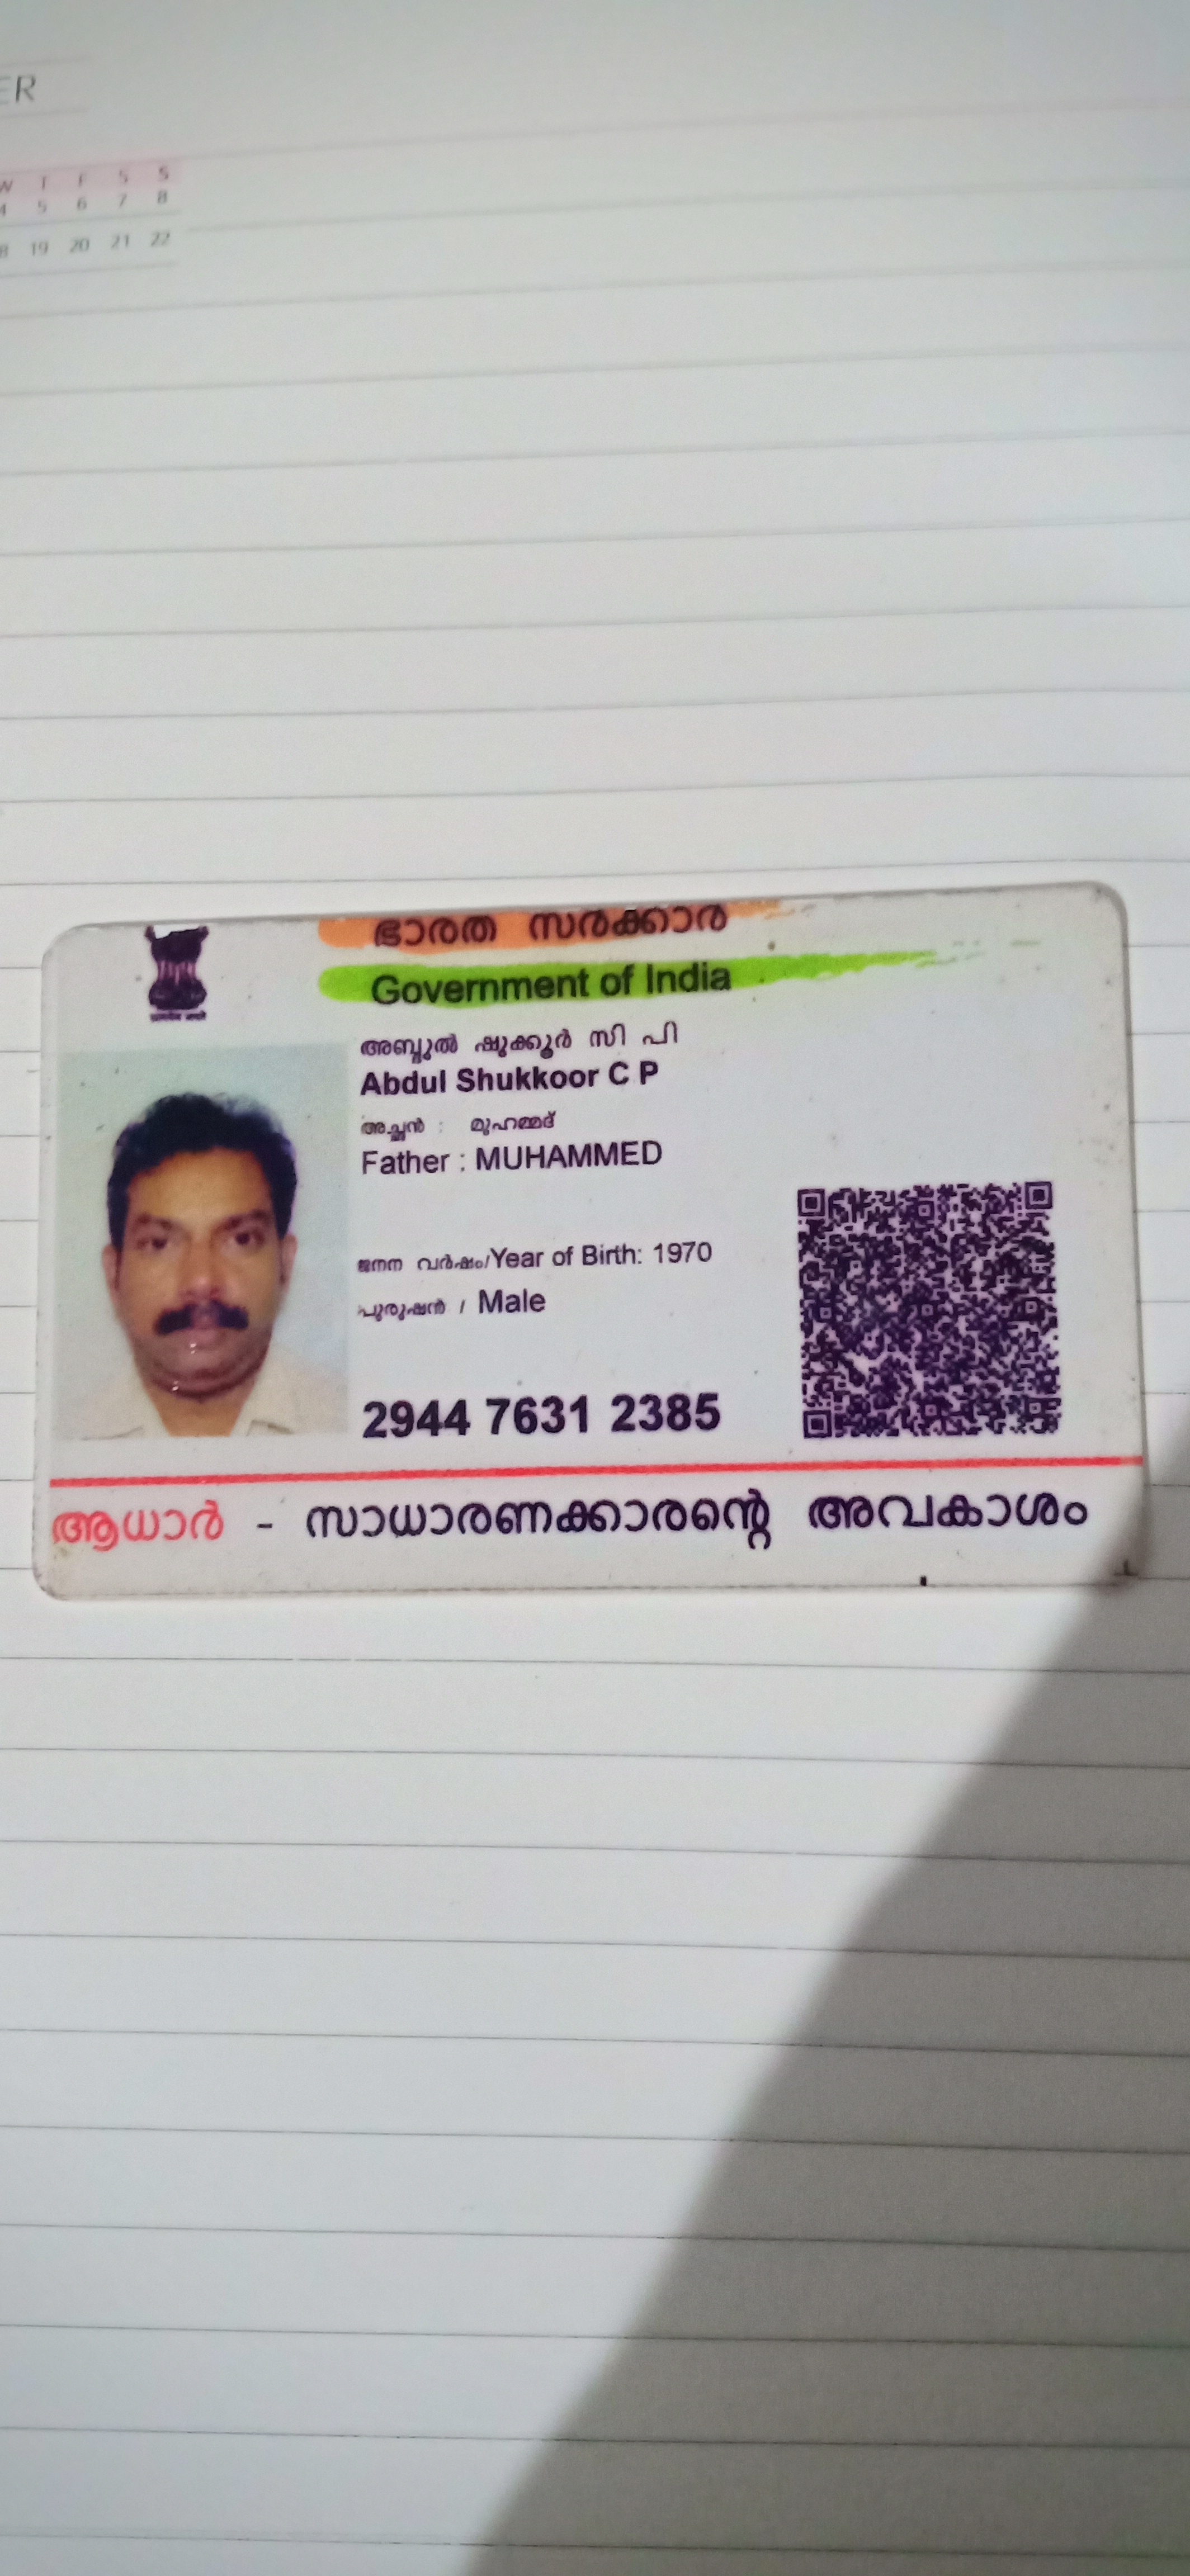 ER
W T F S S
4 5 6 7 8
18 19 20 21 22
ഭാരത സർക്കാർ
Government of India
അബ്ദുൽ ഷുക്കൂർ സി പി
Abdul Shukkoor C P
അച്ഛൻ : മുഹമ്മദ്
Father : MUHAMMED
ജനന വർഷം/Year of Birth: 1970
പുരുഷൻ / Male
2944 7631 2385
ആധാർ - സാധാരണക്കാരന്റെ അവകാശം